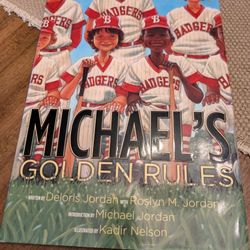 BADGERS
BADGERS
BADGERS
BADGERS
MICHAEL'S
GOLDEN RULES
WRITTEN BY Deloris Jordan WITH Roslyn M. Jordan
INTRODUCTION BY Michael Jordan
ILLUSTRATED BY Kadir Nelson